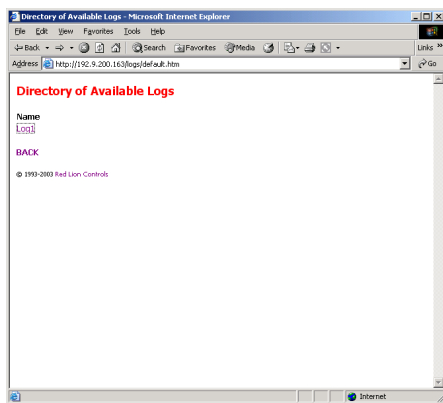 Directory of Available Logs - Microsoft Internet Explorer
File Edit View Favorites Tools Help
Back Search Favorites Media Links »
Address http://192.9.200.163/logs/default.htm Go
Directory of Available Logs
Name
Log1
BACK
© 1993-2003 Red Lion Controls
Internet